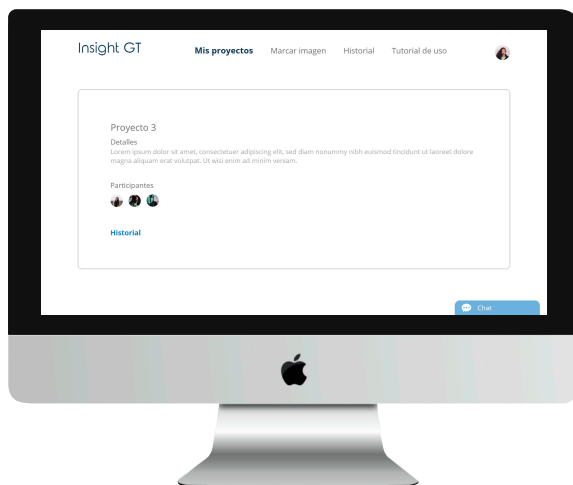 Insight GT
Mis proyectos Marcar imagen Historial Tutorial de uso
Proyecto 3
Detalles
Lorem ipsum dolor sit amet, consectetuer adipiscing elit, sed diam nonummy nibh euismod tincidunt ut laoreet dolore
magna aliquam erat volutpat. Ut wisi enim ad minim veniam.
Participantes
Historial
Chat